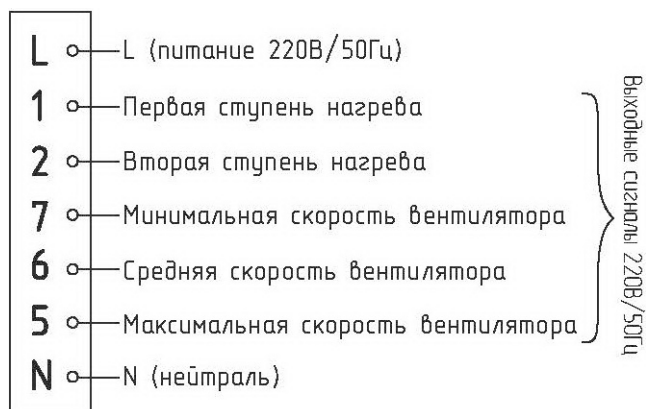 L L (питание 220В/50Гц)
1 Первая ступень нагрева
2 Вторая ступень нагрева
7 Минимальная скорость вентилятора
6 Средняя скорость вентилятора
5 Максимальная скорость вентилятора
N N (нейтраль)
Выходные сигналы 220В/50Гц